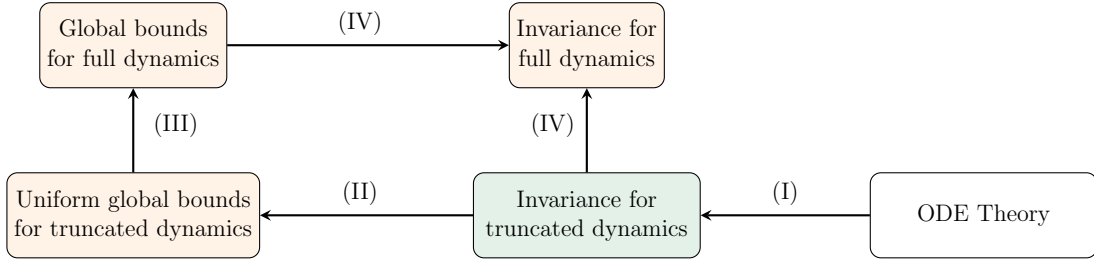 Global bounds
for full dynamics
(IV)
Invariance for
full dynamics
(III)
(IV)
Uniform global bounds
for truncated dynamics
(II)
Invariance for
truncated dynamics
(I)
ODE Theory